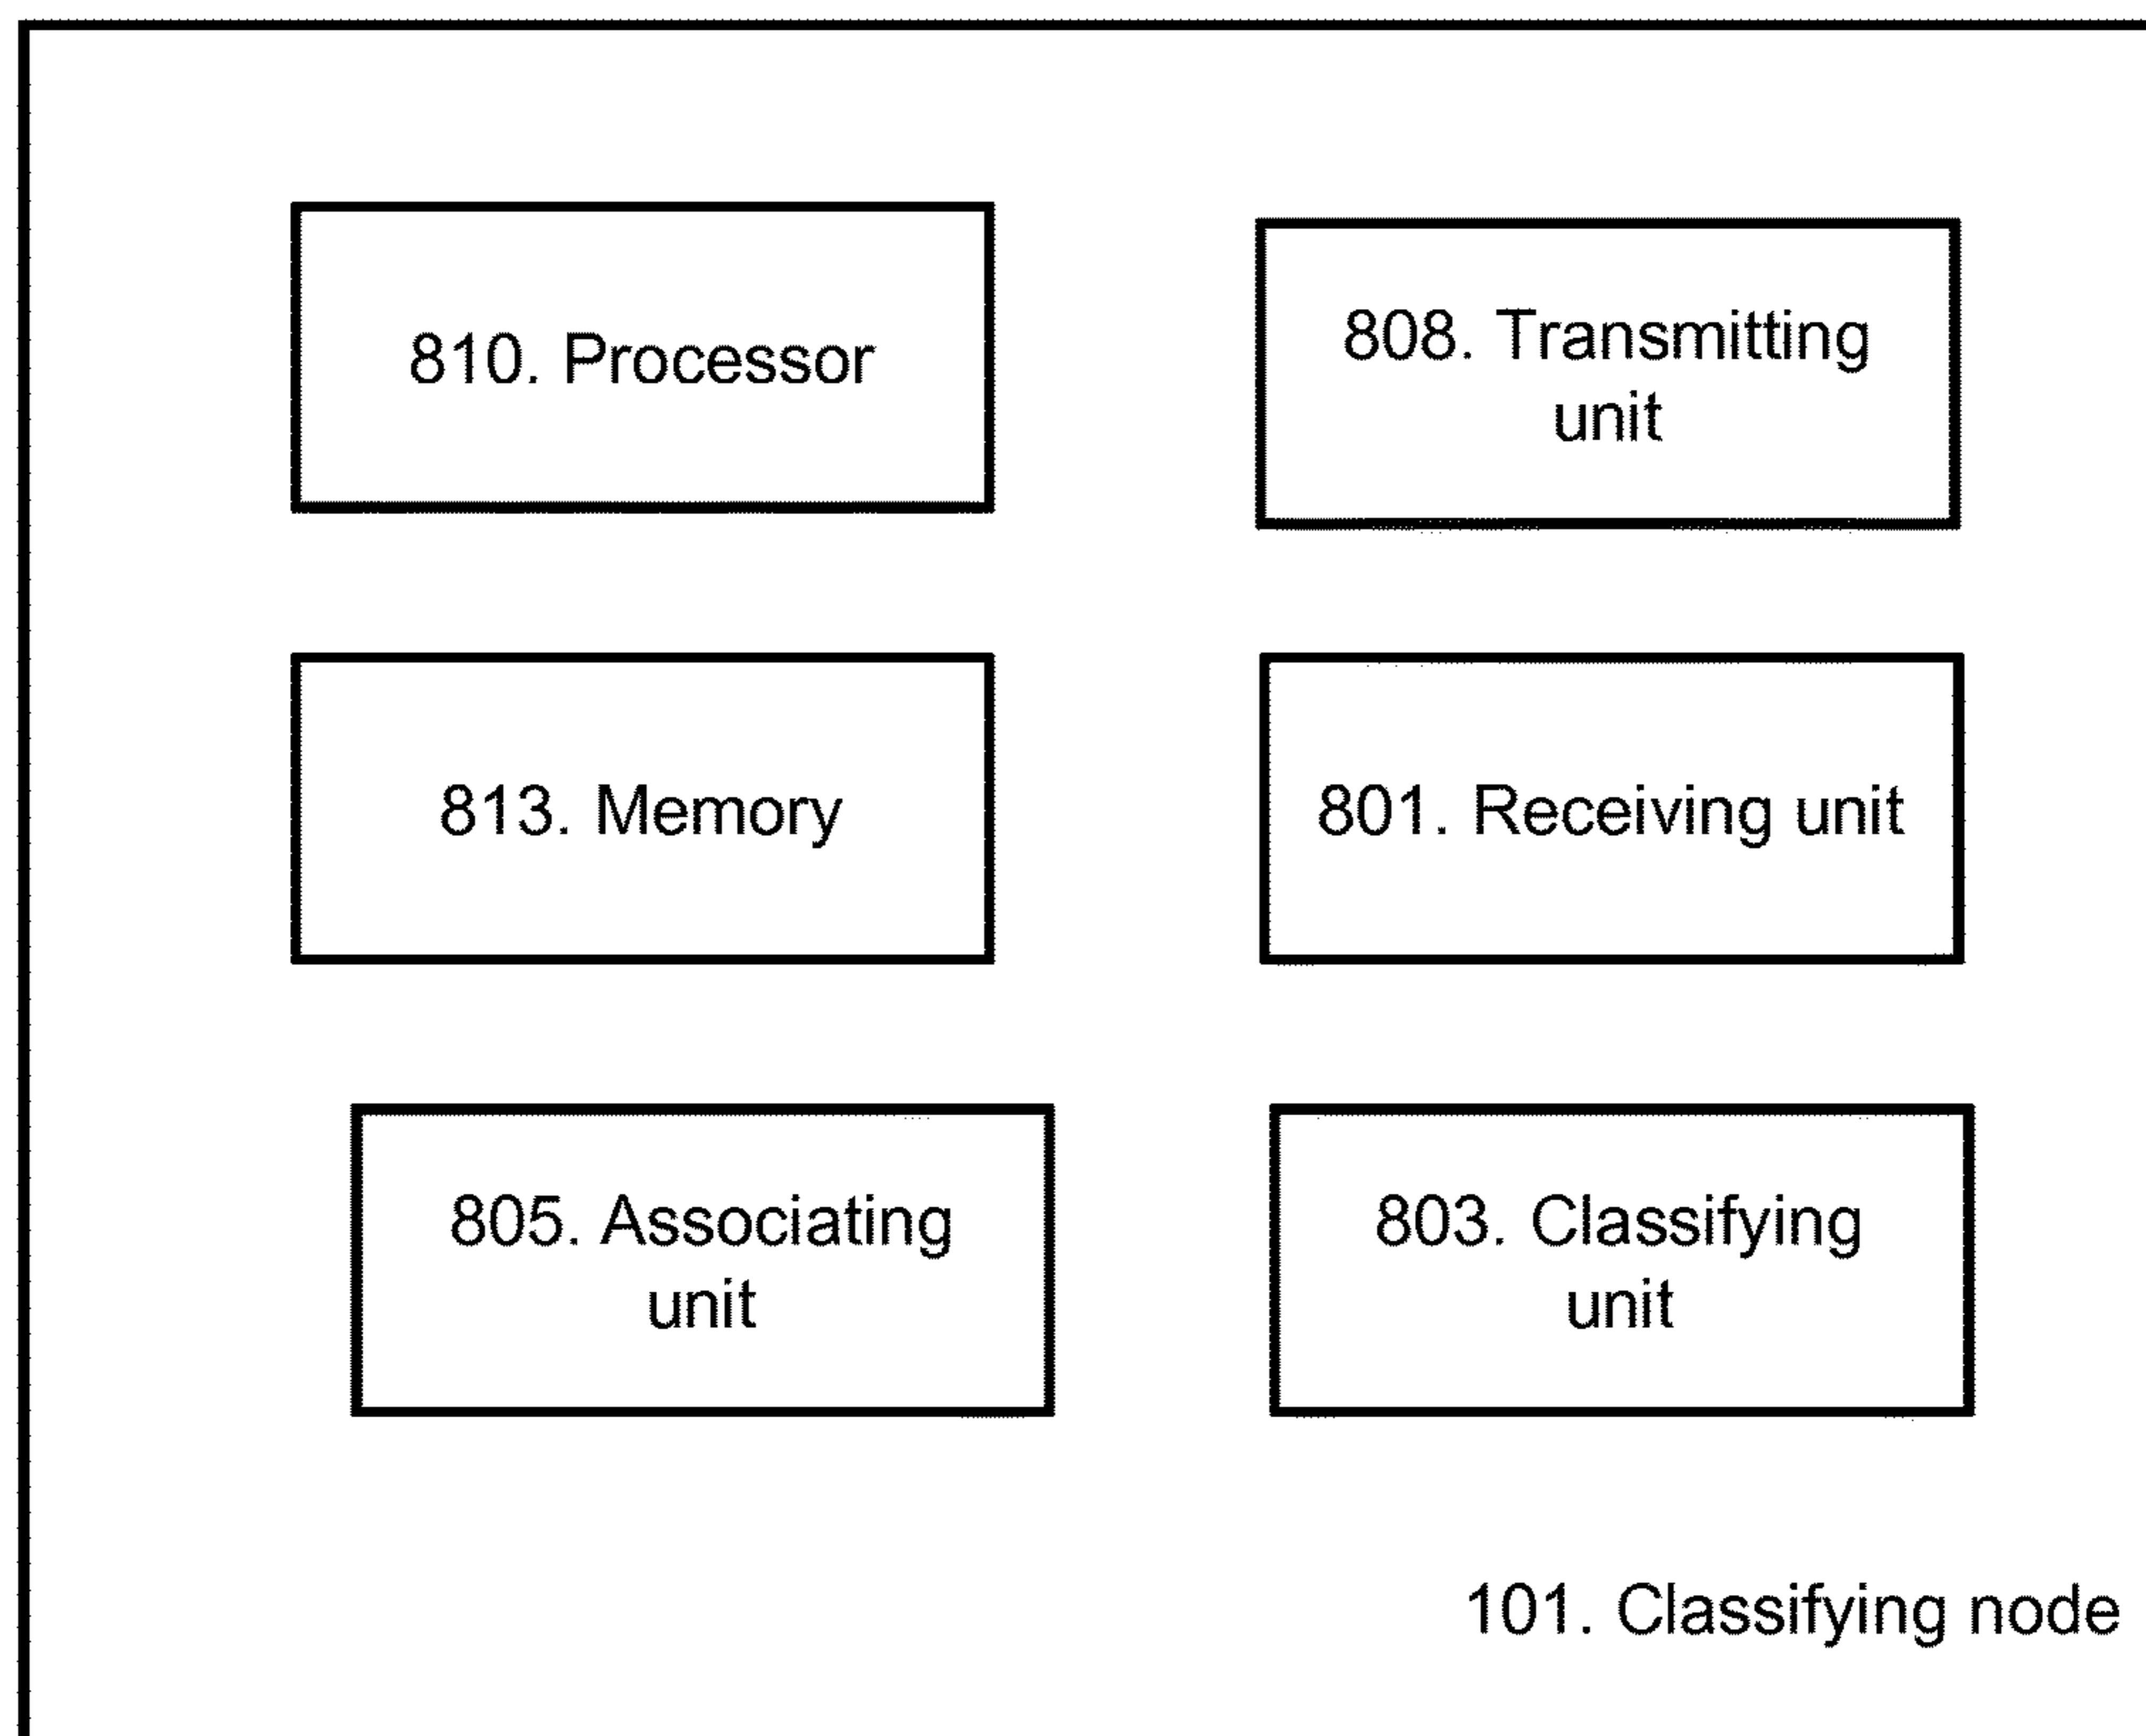 810. Processor
808. Transmitting
unit
813. Memory
801. Receiving unit
805. Associating
unit
803. Classifying
unit
101. Classifying node